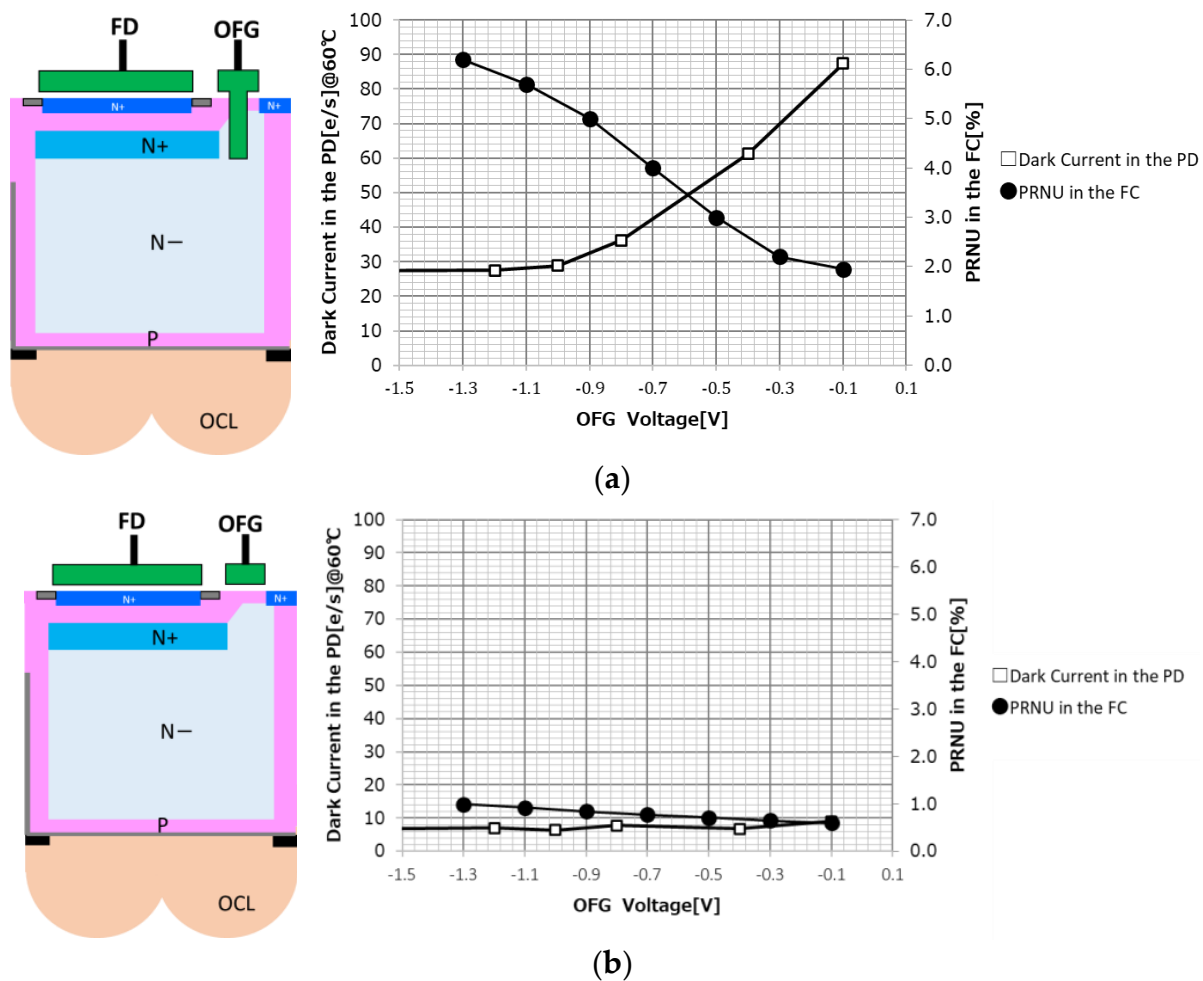 FD OFG
N+ N+
N+
N−
P
OCL
Dark Current in the PD[e/s]@60℃
100
90
80
70
60
50
40
30
20
10
0
-1.5 -1.3 -1.1 -0.9 -0.7 -0.5 -0.3 -0.1 0.1
OFG Voltage[V]
7.0
6.0
5.0
4.0
3.0
2.0
1.0
0.0
PRNU in the FC[%]
Dark Current in the PD
PRNU in the FC
(a)
FD OFG
N+ N+
N+
N−
P
OCL
Dark Current in the PD[e/s]@60℃
100
90
80
70
60
50
40
30
20
10
0
-1.5 -1.3 -1.1 -0.9 -0.7 -0.5 -0.3 -0.1 0.1
OFG Voltage[V]
7.0
6.0
5.0
4.0
3.0
2.0
1.0
0.0
PRNU in the FC[%]
Dark Current in the PD
PRNU in the FC
(b)